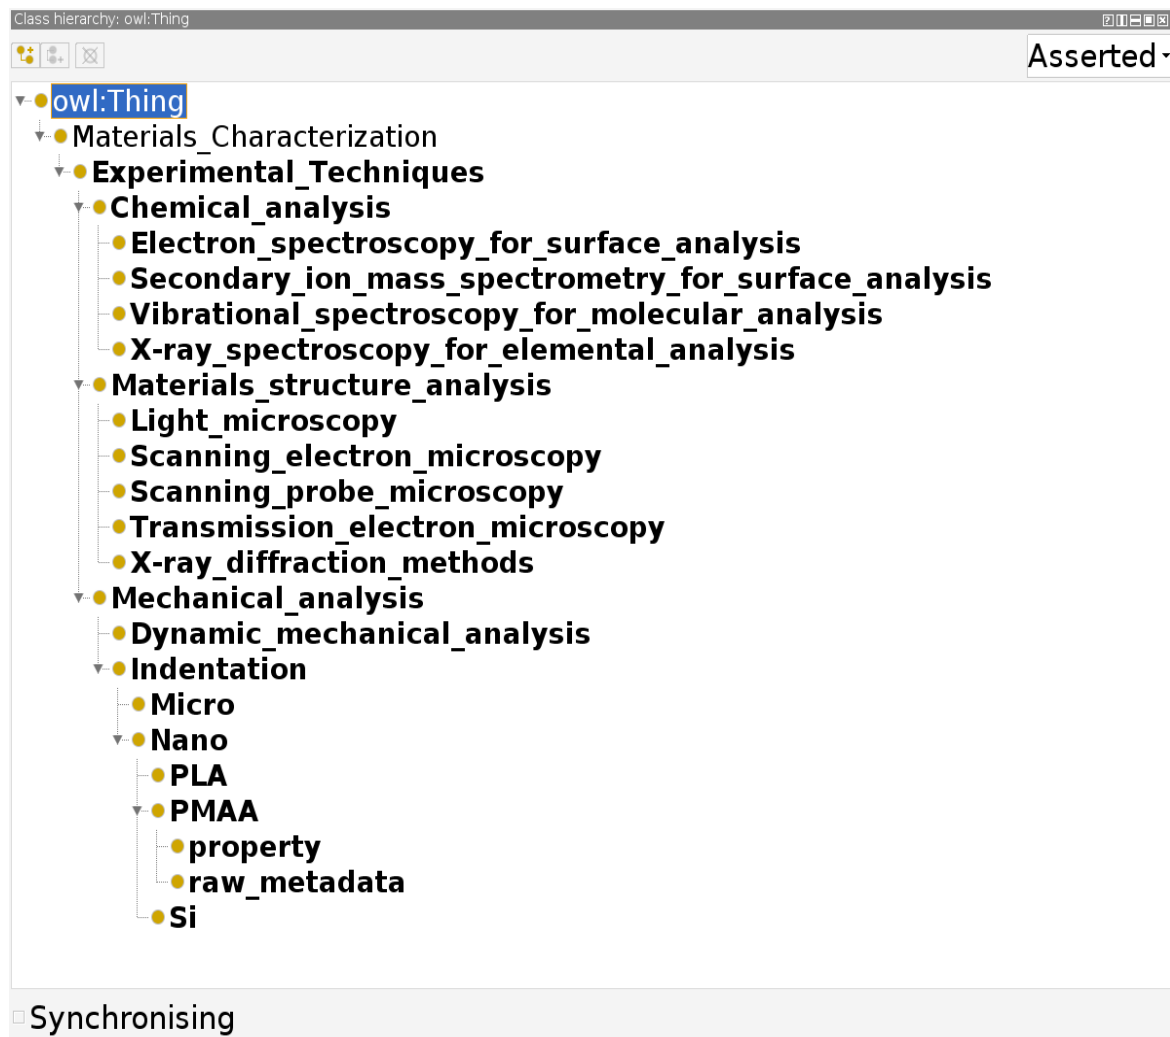 Class hierarchy: owl:Thing
Asserted
owl:Thing
Materials_Characterization
Experimental_Techniques
Chemical_analysis
Electron_spectroscopy_for_surface_analysis
Secondary_ion_mass_spectrometry_for_surface_analysis
Vibrational_spectroscopy_for_molecular_analysis
X-ray_spectroscopy_for_elemental_analysis
Materials_structure_analysis
Light_microscopy
Scanning_electron_microscopy
Scanning_probe_microscopy
Transmission_electron_microscopy
X-ray_diffraction_methods
Mechanical_analysis
Dynamic_mechanical_analysis
Indentation
Micro
Nano
PLA
PMAA
property
raw_metadata
Si
Synchronising